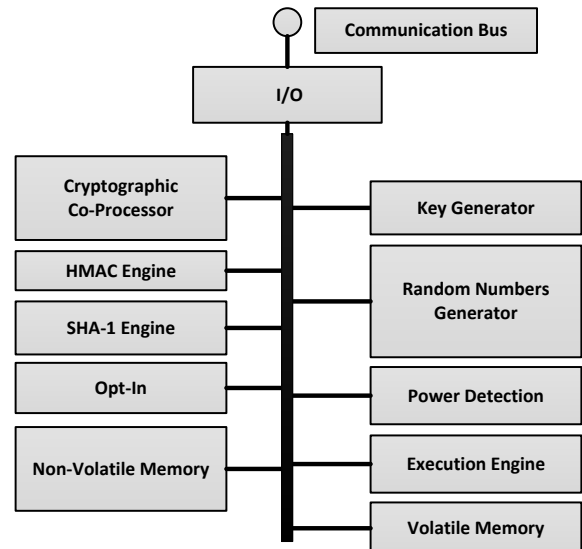 Communication Bus
I/O
Cryptographic
Co-Processor
HMAC Engine
SHA-1 Engine
Opt-In
Non-Volatile Memory
Key Generator
Random Numbers
Generator
Power Detection
Execution Engine
Volatile Memory